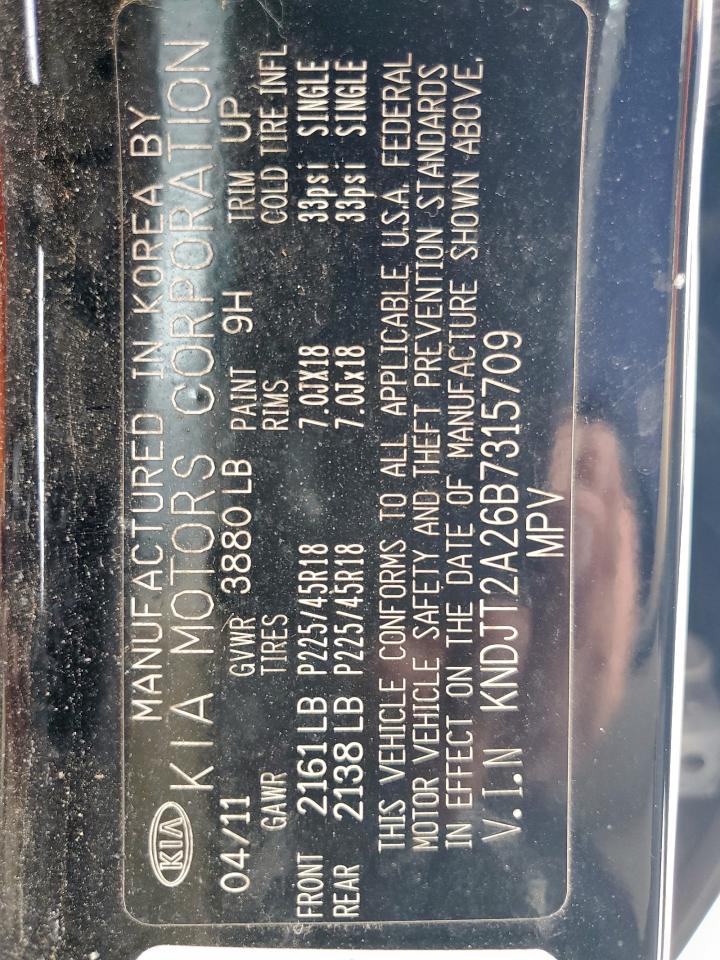 KIA MANUFACTURED IN KOREA BY
KIA MOTORS CORPORATION
04/11 GVWR 3880 LB PAINT 9H TRIM UP
GAWR TIRES RIMS COLD TIRE INFL
FRONT 2161 LB P225/45R18 7.0JX18 33psi SINGLE
REAR 2138 LB P225/45R18 7.0Jx18 33psi SINGLE
THIS VEHICLE CONFORMS TO ALL APPLICABLE U.S.A. FEDERAL
MOTOR VEHICLE SAFETY AND THEFT PREVENTION STANDARDS
IN EFFECT ON THE DATE OF MANUFACTURE SHOWN ABOVE.
V.I.N KNDJT2A26B7315709
MPV